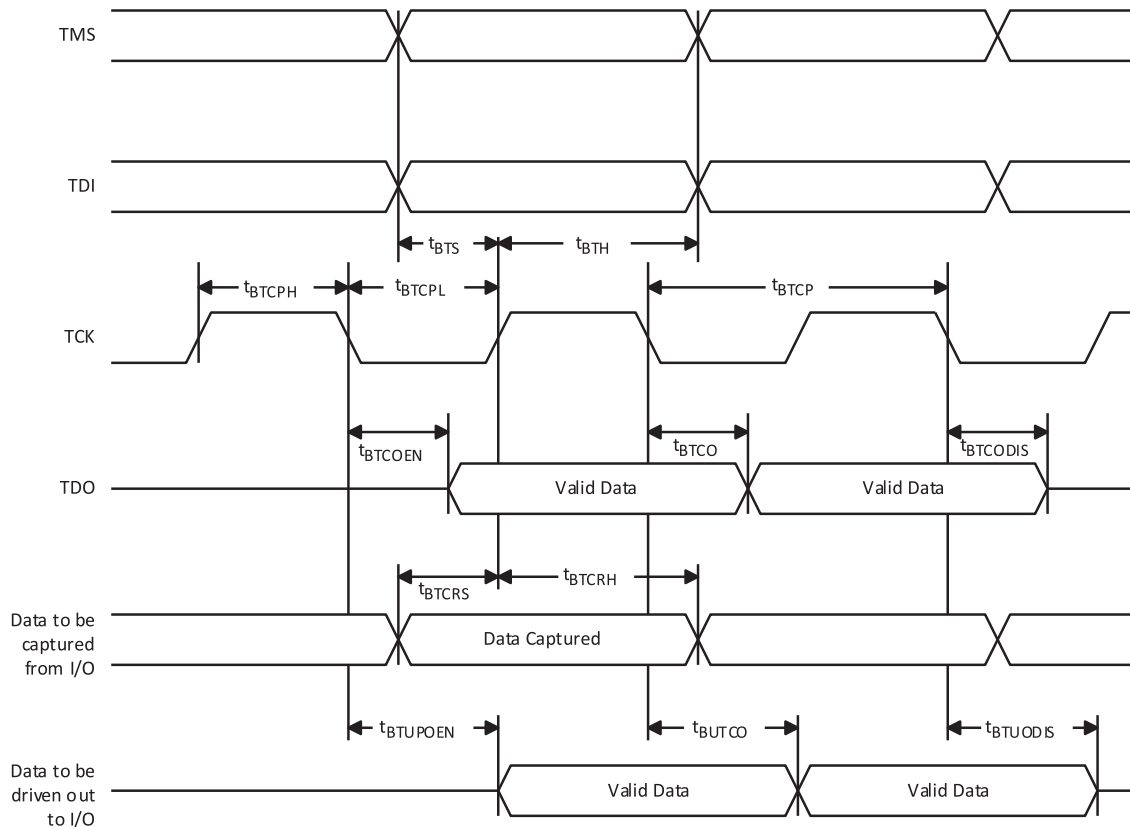 TMS
TDI
tBTS
tBTH
tBTCPH
tBTCPL
tBTCP
TCK
tBTCOEN
tBTCO
tBTCODIS
TDO
Valid Data
Valid Data
tBTCRS
tBTCRH
Data to be
captured
from I/O
Data Captured
tBTUPOEN
tBUTCO
tBTUODIS
Data to be
driven out
to I/O
Valid Data
Valid Data